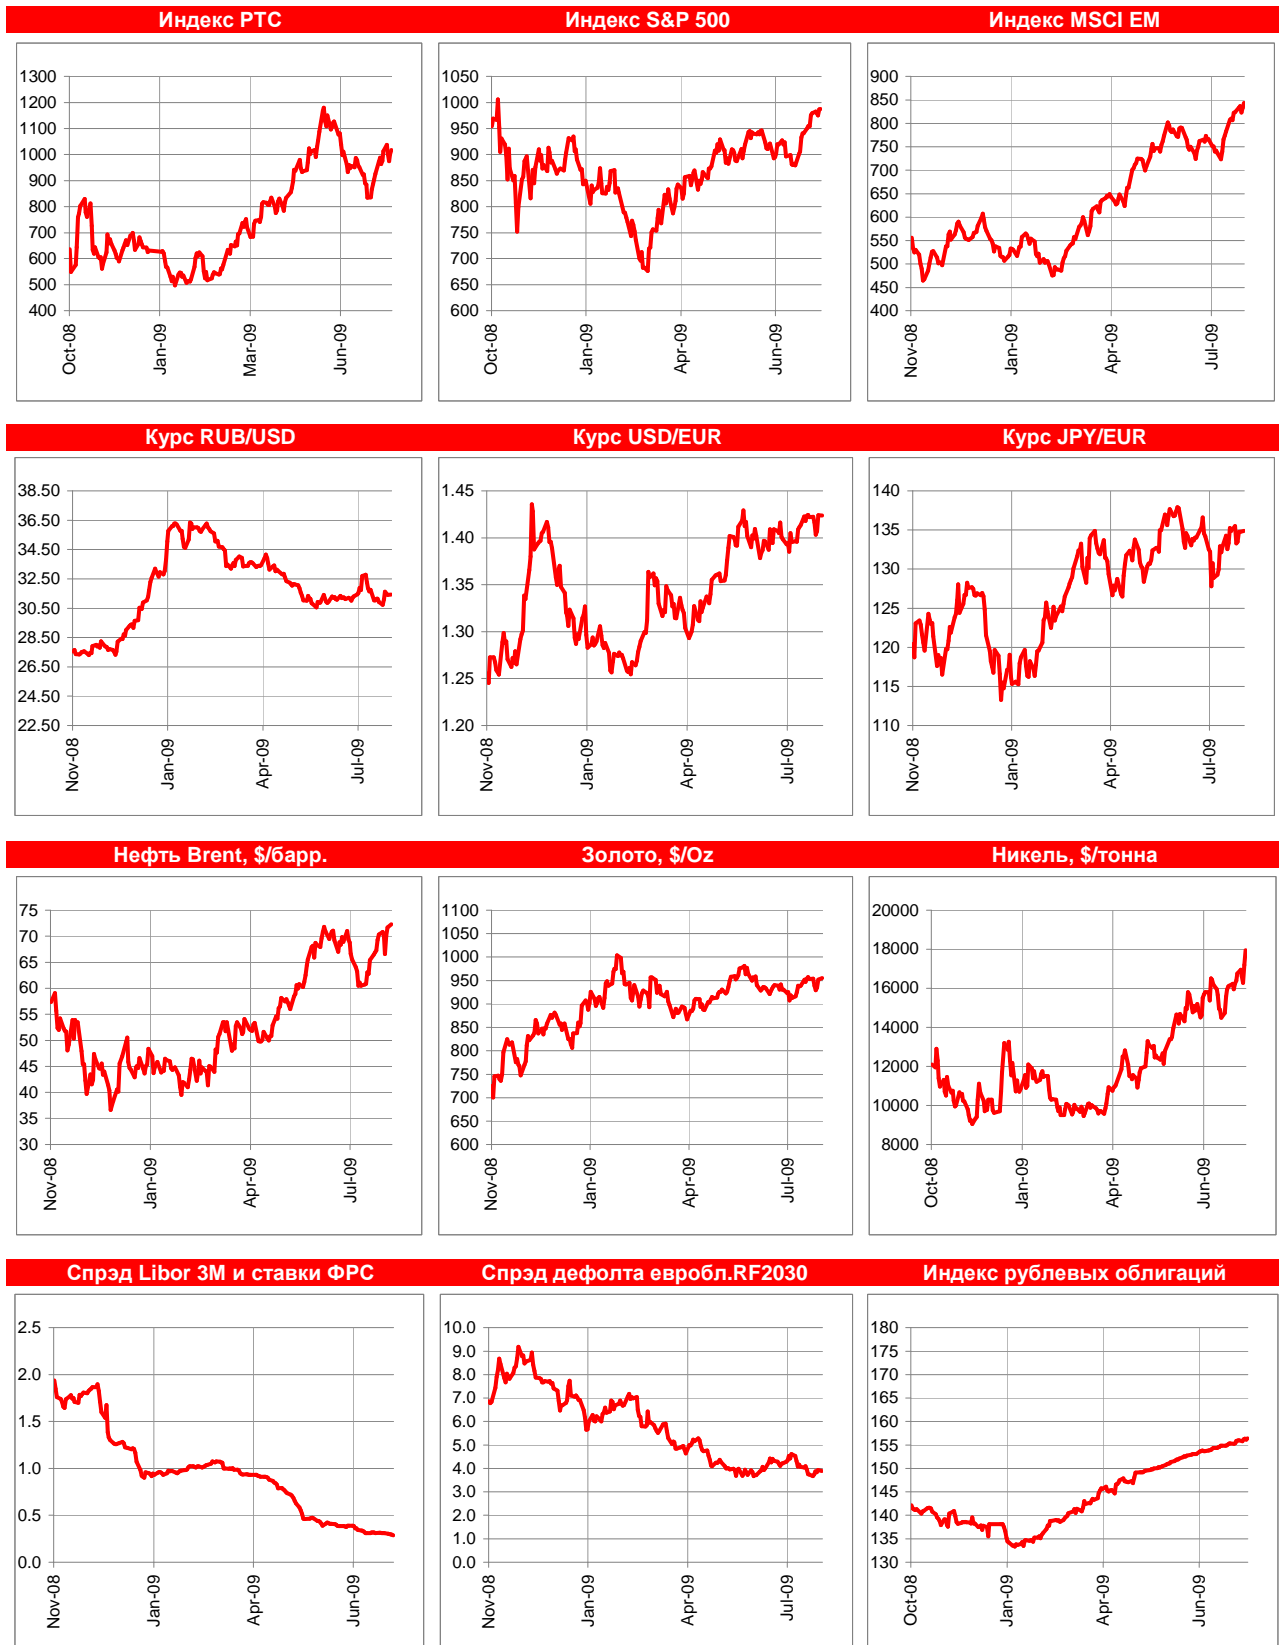 Индекс РТС
Индекс S&P 500
Индекс MSCI EM
1300
1200
1100
1000
900
800
700
600
500
400
Oct-08
Jan-09
Mar-09
Jun-09
1050
1000
950
900
850
800
750
700
650
600
Oct-08
Jan-09
Apr-09
Jun-09
900
850
800
750
700
650
600
550
500
450
400
Nov-08
Jan-09
Apr-09
Jul-09
Курс RUB/USD
Курс USD/EUR
Курс JPY/EUR
38.50
36.50
34.50
32.50
30.50
28.50
26.50
24.50
22.50
Nov-08
Jan-09
Apr-09
Jul-09
1.45
1.40
1.35
1.30
1.25
1.20
Nov-08
Jan-09
Apr-09
Jul-09
140
135
130
125
120
115
110
Nov-08
Jan-09
Apr-09
Jul-09
Нефть Brent, $/барр.
Золото, $/Oz
Никель, $/тонна
75
70
65
60
55
50
45
40
35
30
Nov-08
Jan-09
Apr-09
Jul-09
1100
1050
1000
950
900
850
800
750
700
650
600
Nov-08
Jan-09
Apr-09
Jul-09
20000
18000
16000
14000
12000
10000
8000
Oct-08
Jan-09
Apr-09
Jun-09
Спрэд Libor 3M и ставки ФРС
Спрэд дефолта евробл.RF2030
Индекс рублевых облигаций
2.5
2.0
1.5
1.0
0.5
0.0
Nov-08
Jan-09
Apr-09
Jun-09
10.0
9.0
8.0
7.0
6.0
5.0
4.0
3.0
2.0
1.0
0.0
Nov-08
Jan-09
Apr-09
Jul-09
180
175
170
165
160
155
150
145
140
135
130
Oct-08
Jan-09
Apr-09
Jun-09